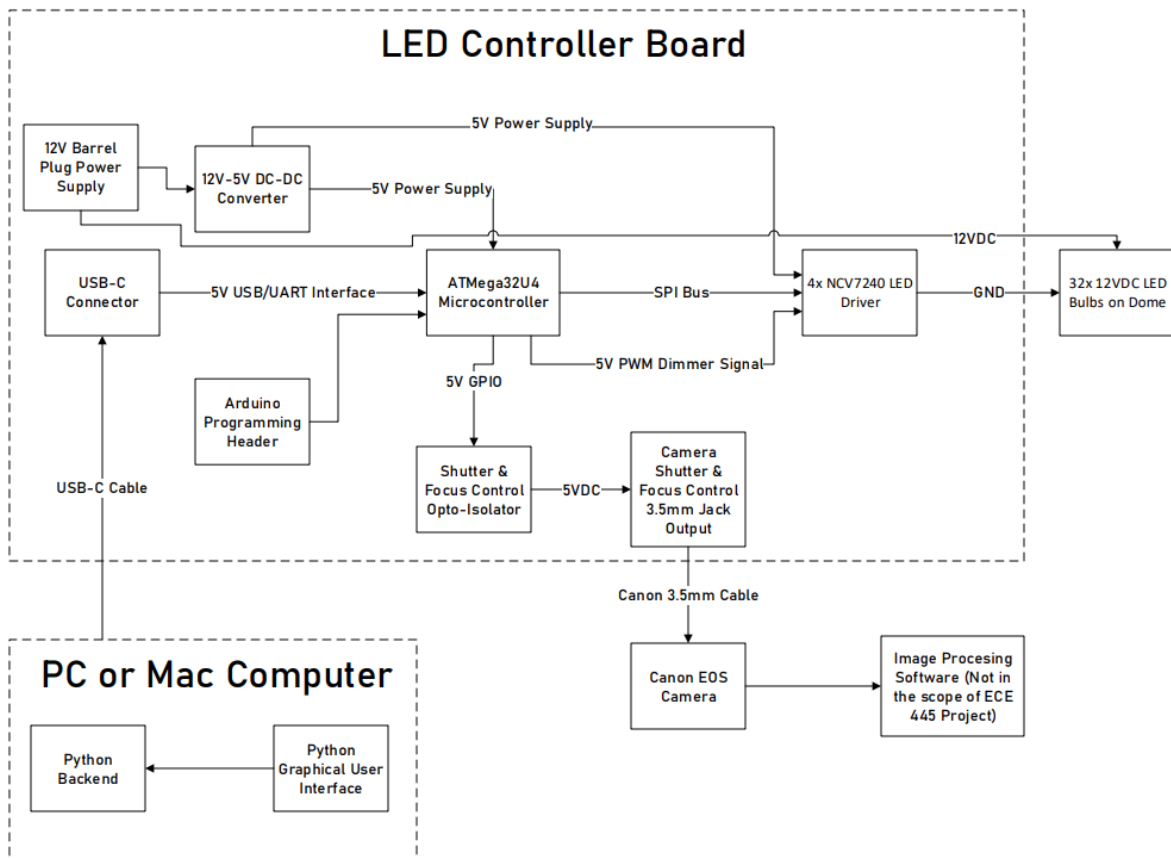 LED Controller Board
5V Power Supply
12V Barrel
Plug Power
Supply
12V-5V DC-DC
Converter
5V Power Supply
12VDC
USB-C
Connector
5V USB/UART Interface
ATMega32U4
Microcontroller
SPI Bus
4x NCV7240 LED
Driver
GND
32x 12VDC LED
Bulbs on Dome
5V PWM Dimmer Signal
5V GPIO
Arduino
Programming
Header
Shutter &
Focus Control
Opto-Isolator
5VDC
Camera
Shutter &
Focus Control
3.5mm Jack
Output
USB-C Cable
Canon 3.5mm Cable
PC or Mac Computer
Canon EOS
Camera
Image Procesing
Software (Not in
the scope of ECE
445 Project)
Python
Backend
Python
Graphical User
Interface